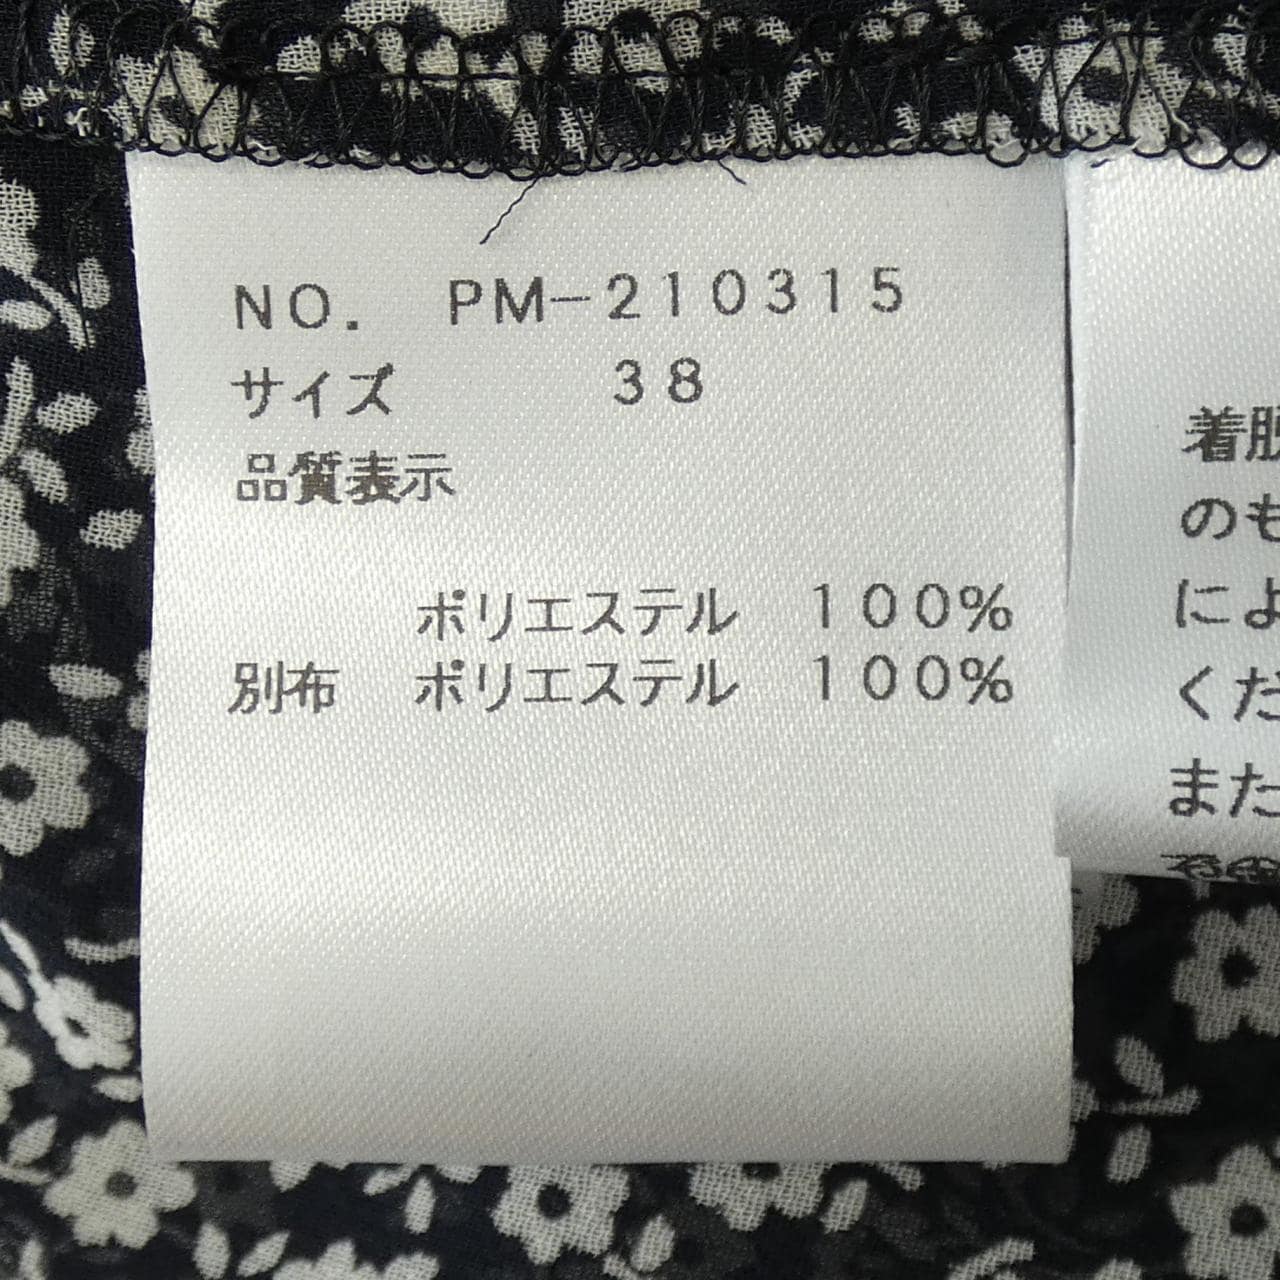 NO. PM-210315
サイズ 38
品質表示
ポリエステル 100%
別布 ポリエステル 100%
着脱
のも
によ
くだ
また